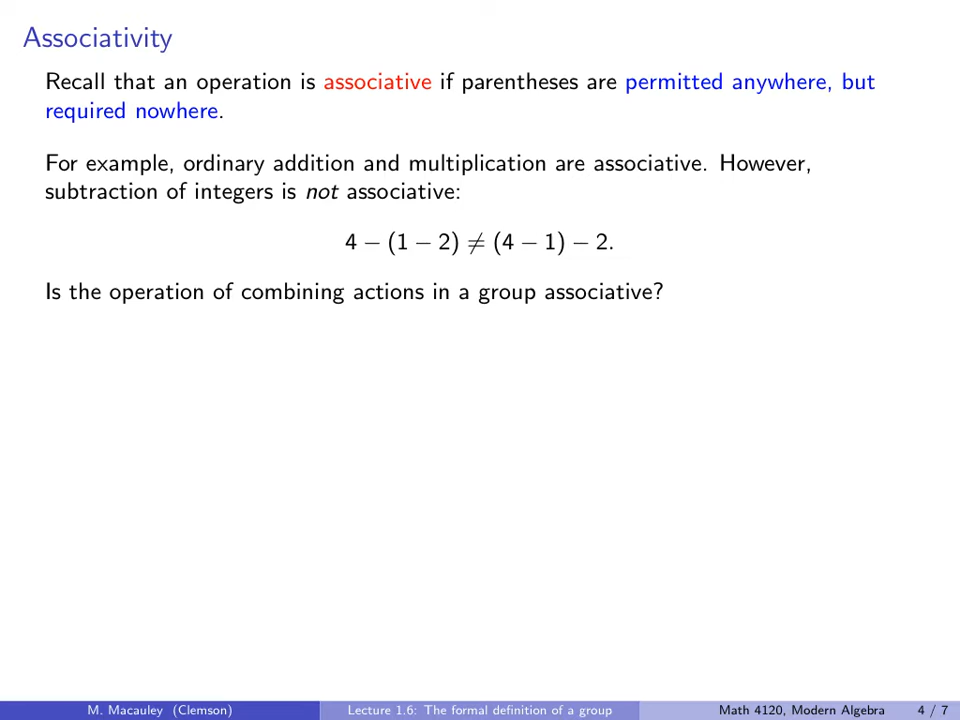 Associativity
Recall that an operation is associative if parentheses are permitted anywhere, but
required nowhere.
For example, ordinary addition and multiplication are associative. However,
subtraction of integers is not associative:
4 − (1 − 2) ≠ (4 − 1) − 2.
Is the operation of combining actions in a group associative?
M. Macauley (Clemson) Lecture 1.6: The formal definition of a group Math 4120, Modern Algebra 4 / 7